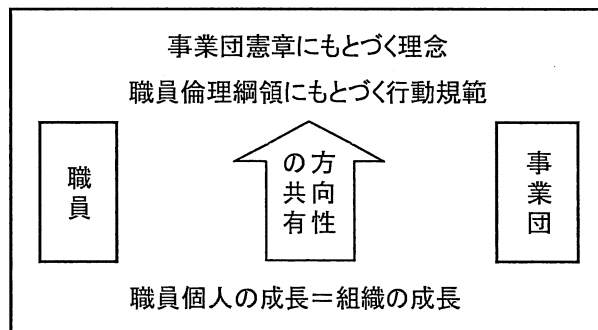 事業団憲章にもとづく理念
職員倫理綱領にもとづく行動規範
職員
方向性
の共有
事業団
職員個人の成長＝組織の成長